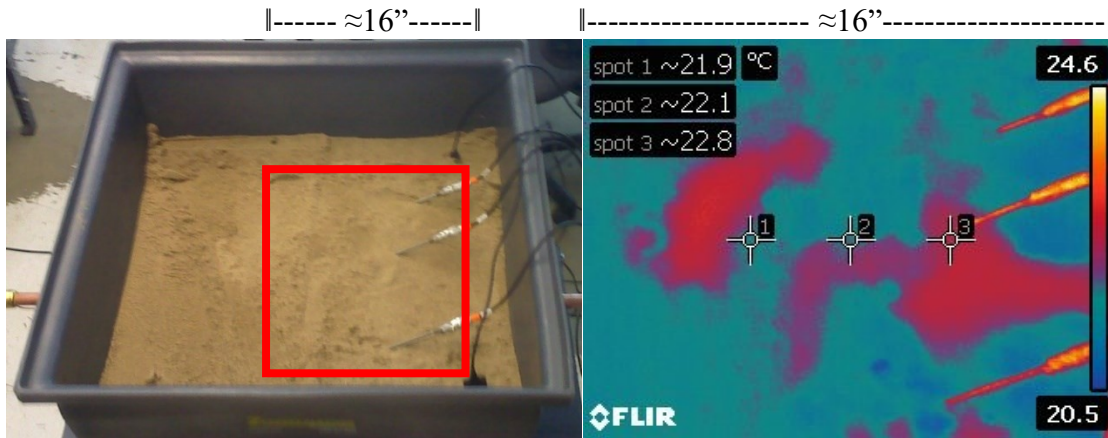 ‖------ ≈16”------‖
‖--------------------- ≈16”---------------------
spot 1 ~21.9 °C
spot 2 ~22.1
spot 3 ~22.8
24.6
1
2
3
20.5
FLIR